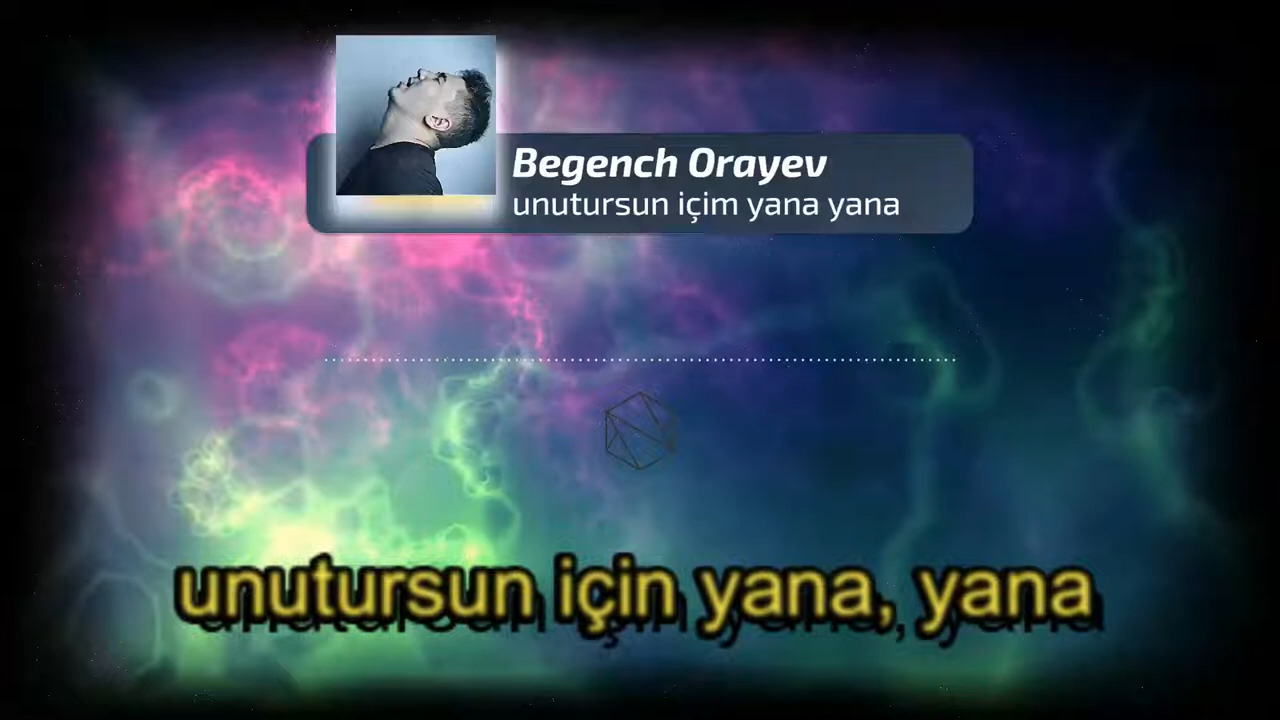 Begench Orayev
unutursun içim yana yana
unutursun için yana, yana